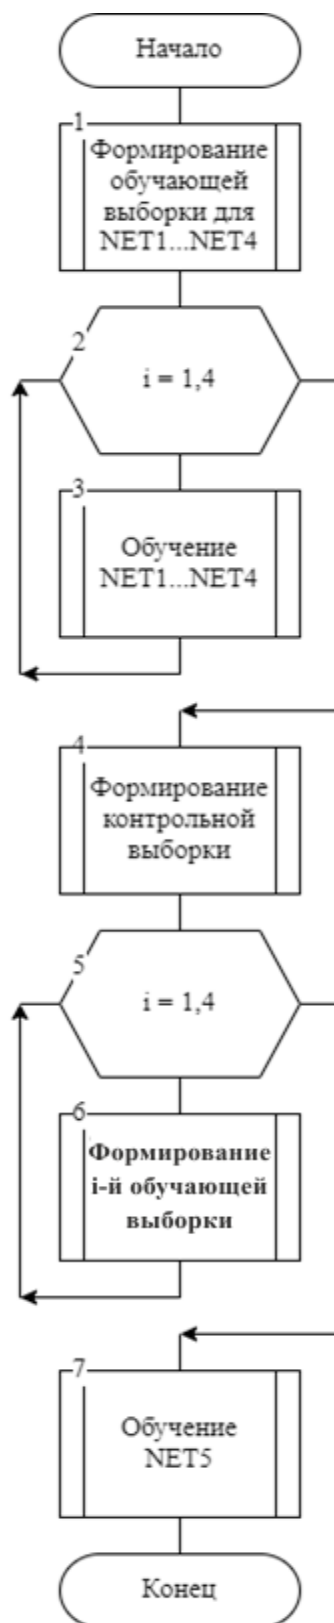 Начало
1
Формирование
обучающей
выборки для
NET1...NET4
2
i = 1,4
3
Обучение
NET1...NET4
4
Формирование
контрольной
выборки
5
i = 1,4
6
Формирование
i-й обучающей
выборки
7
Обучение
NET5
Конец